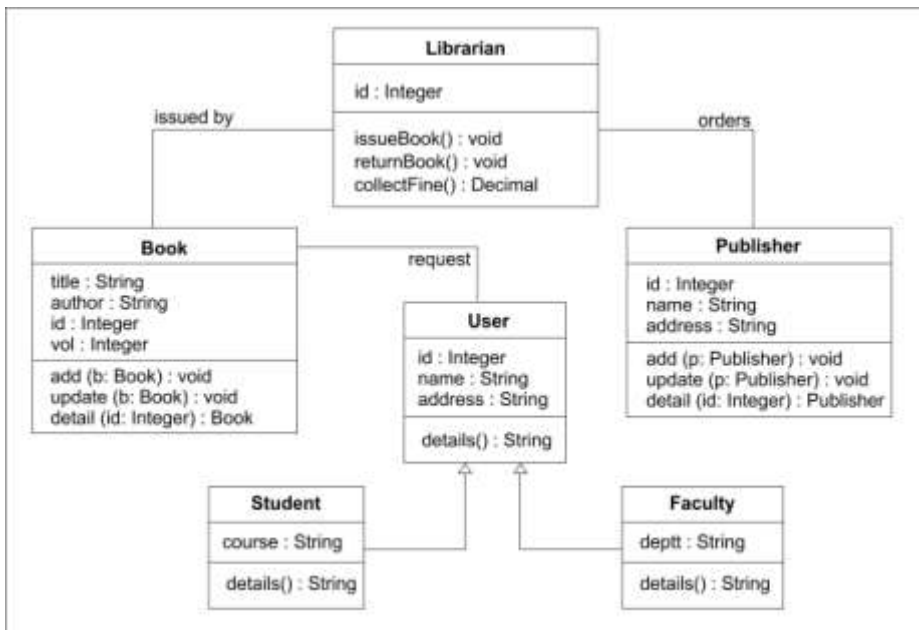 Librarian
id : Integer
issueBook() : void
returnBook() : void
collectFine() : Decimal
issued by
orders
Book
title : String
author : String
id : Integer
vol : Integer
add (b: Book) : void
update (b: Book) : void
detail (id: Integer) : Book
request
User
id : Integer
name : String
address : String
details() : String
Publisher
id : Integer
name : String
address : String
add (p: Publisher) : void
update (p: Publisher) : void
detail (id: Integer) : Publisher
Student
course : String
details() : String
Faculty
deptt : String
details() : String